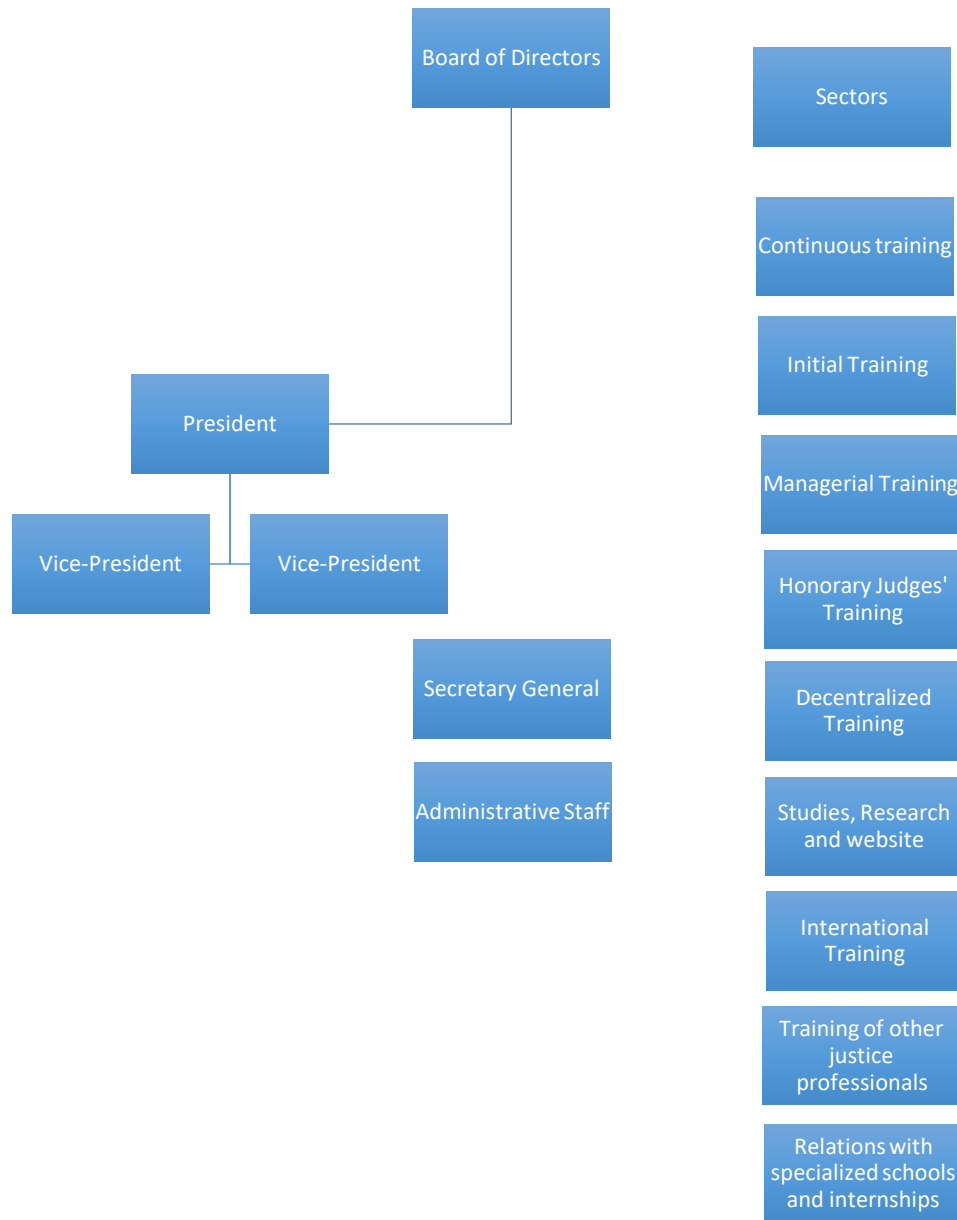 Board of Directors
President
Vice-President
Vice-President
Secretary General
Administrative Staff
Sectors
Continuous training
Initial Training
Managerial Training
Honorary Judges'
Training
Decentralized
Training
Studies, Research
and website
International
Training
Training of other
justice
professionals
Relations with
specialized schools
and internships